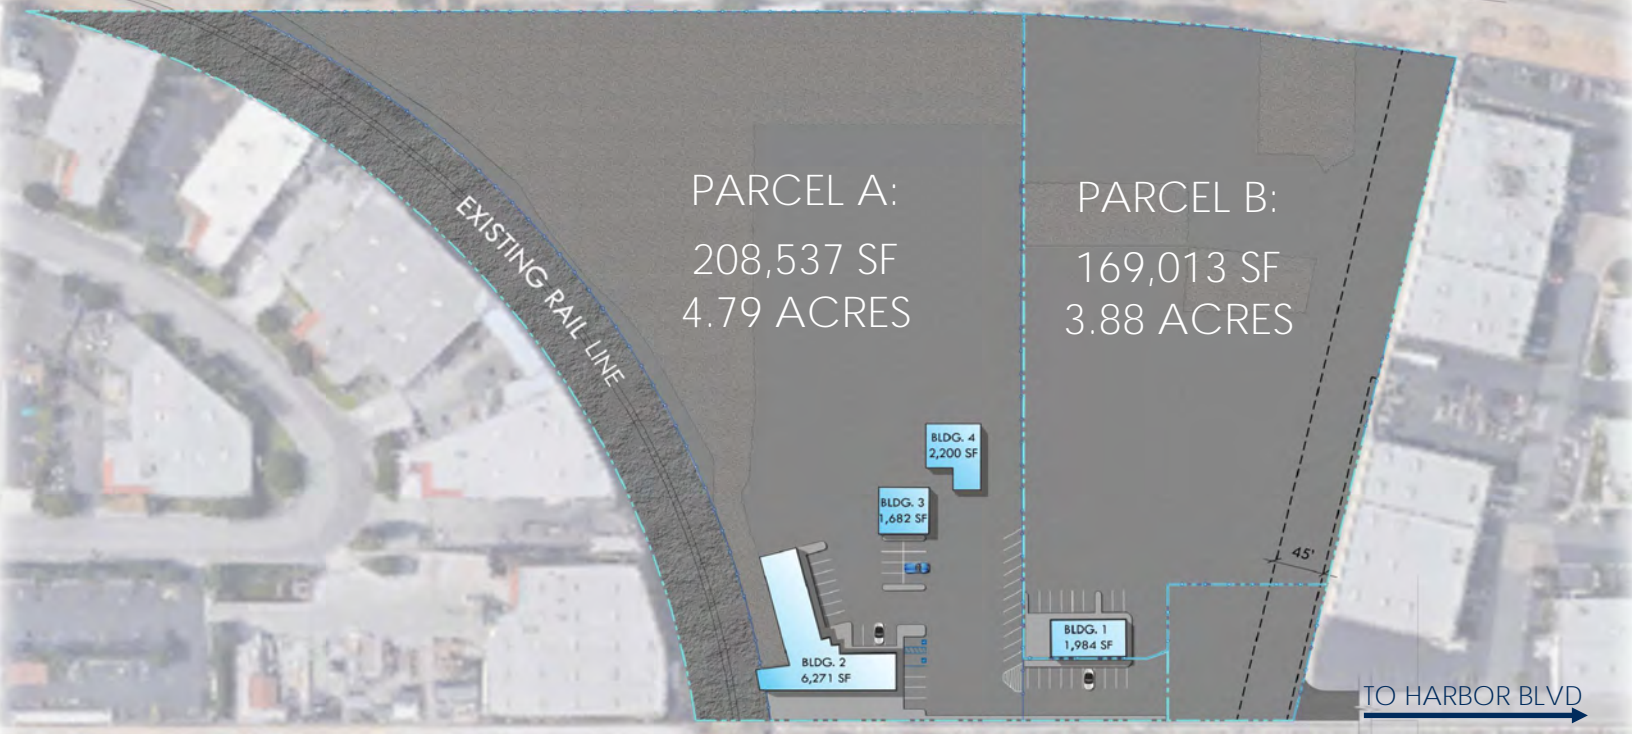 PARCEL A:
208,537 SF
4.79 ACRES
PARCEL B:
169,013 SF
3.88 ACRES
EXISTING RAIL LINE
BLDG. 4
2,200 SF
BLDG. 3
1,682 SF
45'
BLDG. 1
1,984 SF
BLDG. 2
6,271 SF
TO HARBOR BLVD